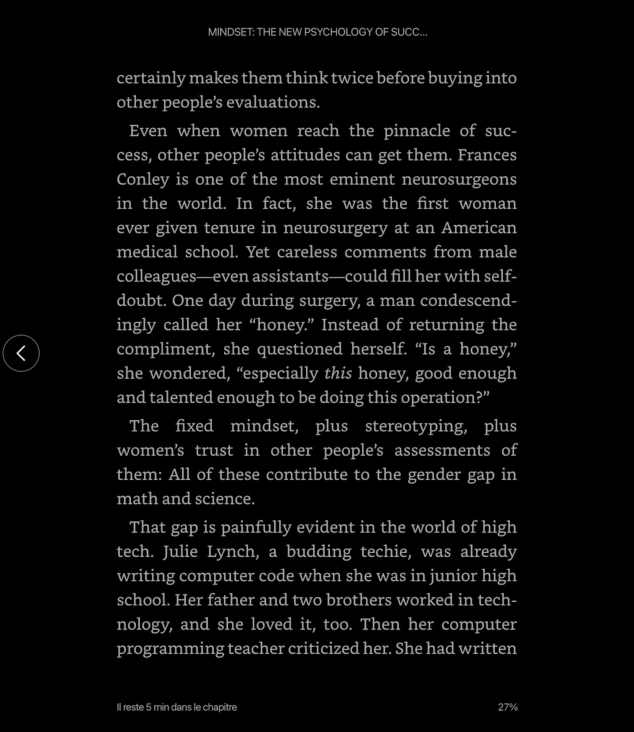 MINDSET: THE NEW PSYCHOLOGY OF SUCC...
certainly makes them think twice before buying into
other people's evaluations.
Even when women reach the pinnacle of suc-
cess, other people's attitudes can get them. Frances
Conley is one of the most eminent neurosurgeons
in the world. In fact, she was the first woman
ever given tenure in neurosurgery at an American
medical school. Yet careless comments from male
colleagues—even assistants—could fill her with self-
doubt. One day during surgery, a man condescend-
ingly called her “honey.” Instead of returning the
compliment, she questioned herself. “Is a honey,”
she wondered, “especially this honey, good enough
and talented enough to be doing this operation?”
The fixed mindset, plus stereotyping, plus
women's trust in other people's assessments of
them: All of these contribute to the gender gap in
math and science.
That gap is painfully evident in the world of high
tech. Julie Lynch, a budding techie, was already
writing computer code when she was in junior high
school. Her father and two brothers worked in tech-
nology, and she loved it, too. Then her computer
programming teacher criticized her. She had written
Il reste 5 min dans le chapitre
27%